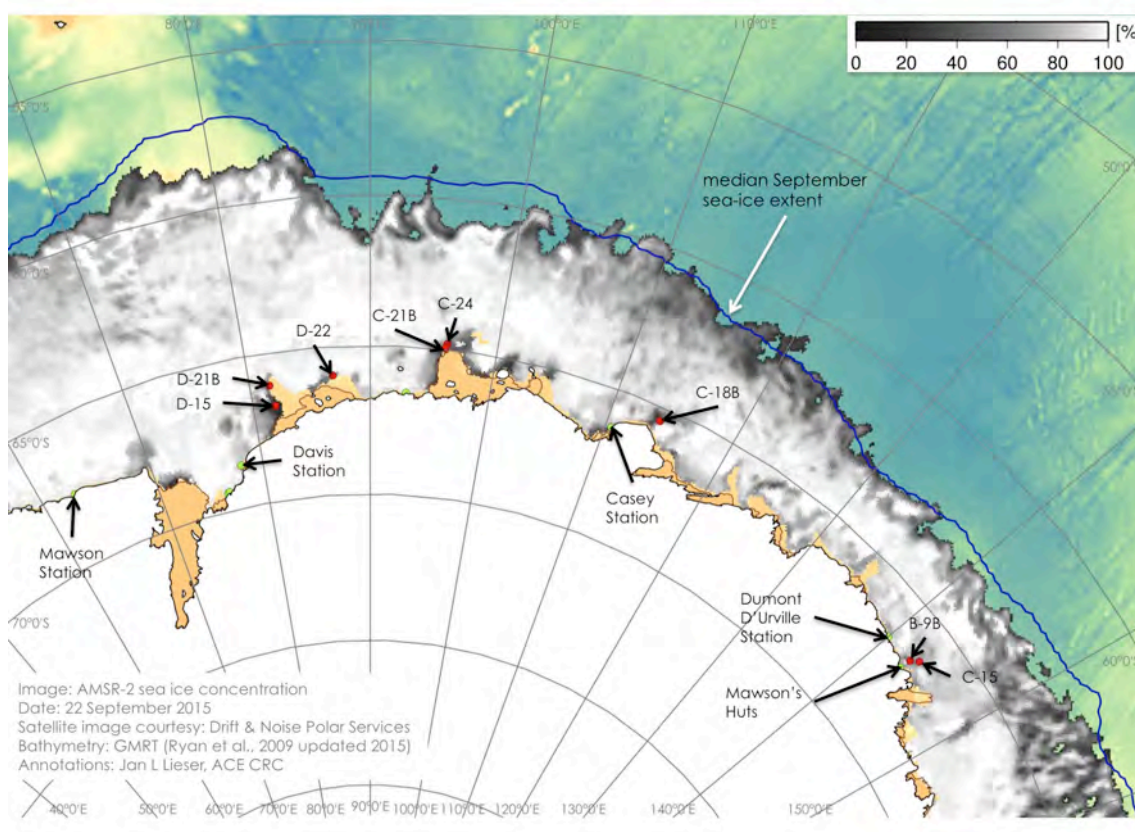 80°0'E
100°0'E
110°0'E
[%
0 20 40 60 80 100
55°0'S
50°0'S
median September
sea-ice extent
C-24
C-21B
D-22
D-21B
D-15
C-18B
65°0'S
Davis
Station
Casey
Station
Mawson
Station
Dumont
D'Urville
Station
B-9B
60°0'S
C-15
70°0'S
Mawson's
Huts
Image: AMSR-2 sea ice concentration
Date: 22 September 2015
Satellite image courtesy: Drift & Noise Polar Services
Bathymetry: GMRT (Ryan et al., 2009 updated 2015)
Annotations: Jan L Lieser, ACE CRC
40°0'E 50°0'E 60°0'E 70°0'E 80°0'E 90°0'E 100°0'E 110°0'E 120°0'E 130°0'E 140°0'E 150°0'E